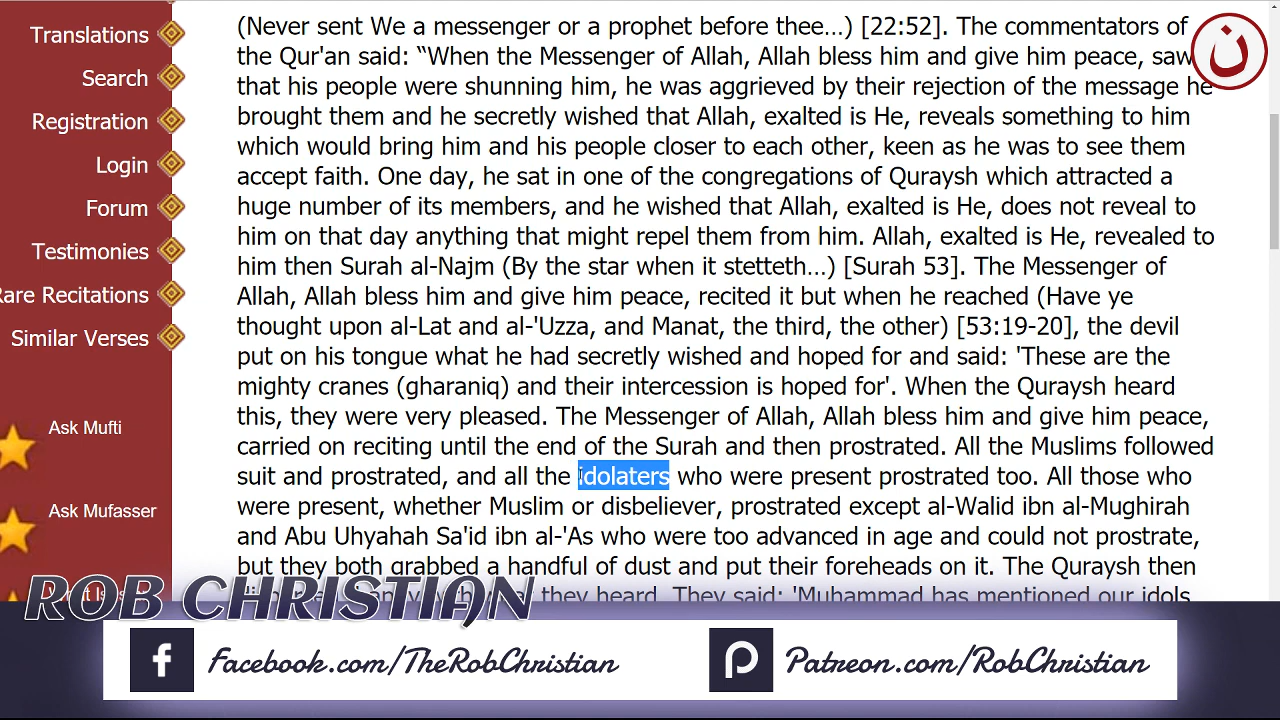 Translations
Search
Registration
Login
Forum
Testimonies
Rare Recitations
Similar Verses
Ask Mufti
Ask Mufasser
(Never sent We a messenger or a prophet before thee…) [22:52]. The commentators of
the Qur'an said: “When the Messenger of Allah, Allah bless him and give him peace, saw
that his people were shunning him, he was aggrieved by their rejection of the message he
brought them and he secretly wished that Allah, exalted is He, reveals something to him
which would bring him and his people closer to each other, keen as he was to see them
accept faith. One day, he sat in one of the congregations of Quraysh which attracted a
huge number of its members, and he wished that Allah, exalted is He, does not reveal to
him on that day anything that might repel them from him. Allah, exalted is He, revealed to
him then Surah al-Najm (By the star when it stetteth…) [Surah 53]. The Messenger of
Allah, Allah bless him and give him peace, recited it but when he reached (Have ye
thought upon al-Lat and al-'Uzza, and Manat, the third, the other) [53:19-20], the devil
put on his tongue what he had secretly wished and hoped for and said: 'These are the
mighty cranes (gharaniq) and their intercession is hoped for'. When the Quraysh heard
this, they were very pleased. The Messenger of Allah, Allah bless him and give him peace,
carried on reciting until the end of the Surah and then prostrated. All the Muslims followed
suit and prostrated, and all the idolaters who were present prostrated too. All those who
were present, whether Muslim or disbeliever, prostrated except al-Walid ibn al-Mughirah
and Abu Uhyahah Sa'id ibn al-'As who were too advanced in age and could not prostrate,
but they both grabbed a handful of dust and put their foreheads on it. The Quraysh then
they heard. They said: 'Muhammad has mentioned our idols
ن
ROB CHRISTIAN
Facebook.com/TheRobChristian
Patreon.com/RobChristian